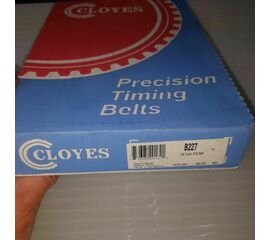 CLOYES
Precision
Timing
Belts
CLOYES
B227